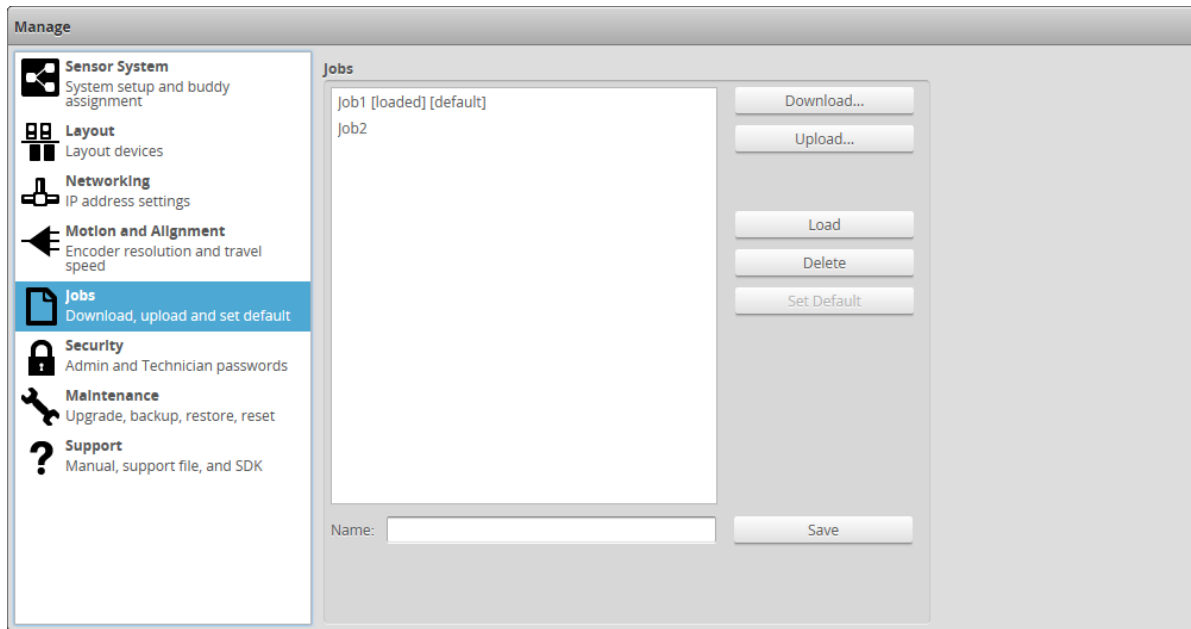 Manage
Sensor System
System setup and buddy
assignment
Layout
Layout devices
Networking
IP address settings
Motion and Alignment
Encoder resolution and travel
speed
Jobs
Download, upload and set default
Security
Admin and Technician passwords
Maintenance
Upgrade, backup, restore, reset
Support
Manual, support file, and SDK
Jobs
Job1 [loaded] [default]
Job2
Download...
Upload...
Load
Delete
Set Default
Name:
Save